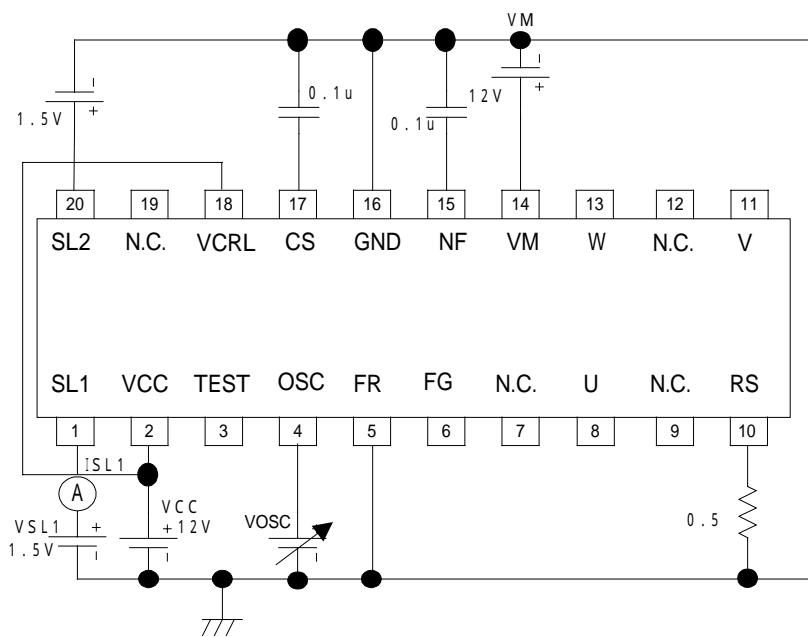 VM
0.1u
12V
1.5V
0.1u
20 19 18 17 16 15 14 13 12 11
SL2 N.C. VCRL CS GND NF VM W N.C. V
SL1 VCC TEST OSC FR FG N.C. U N.C. RS
1 2 3 4 5 6 7 8 9 10
ISL1
A
VCC
VSL1
+12V
VOSC
0.5
1.5V